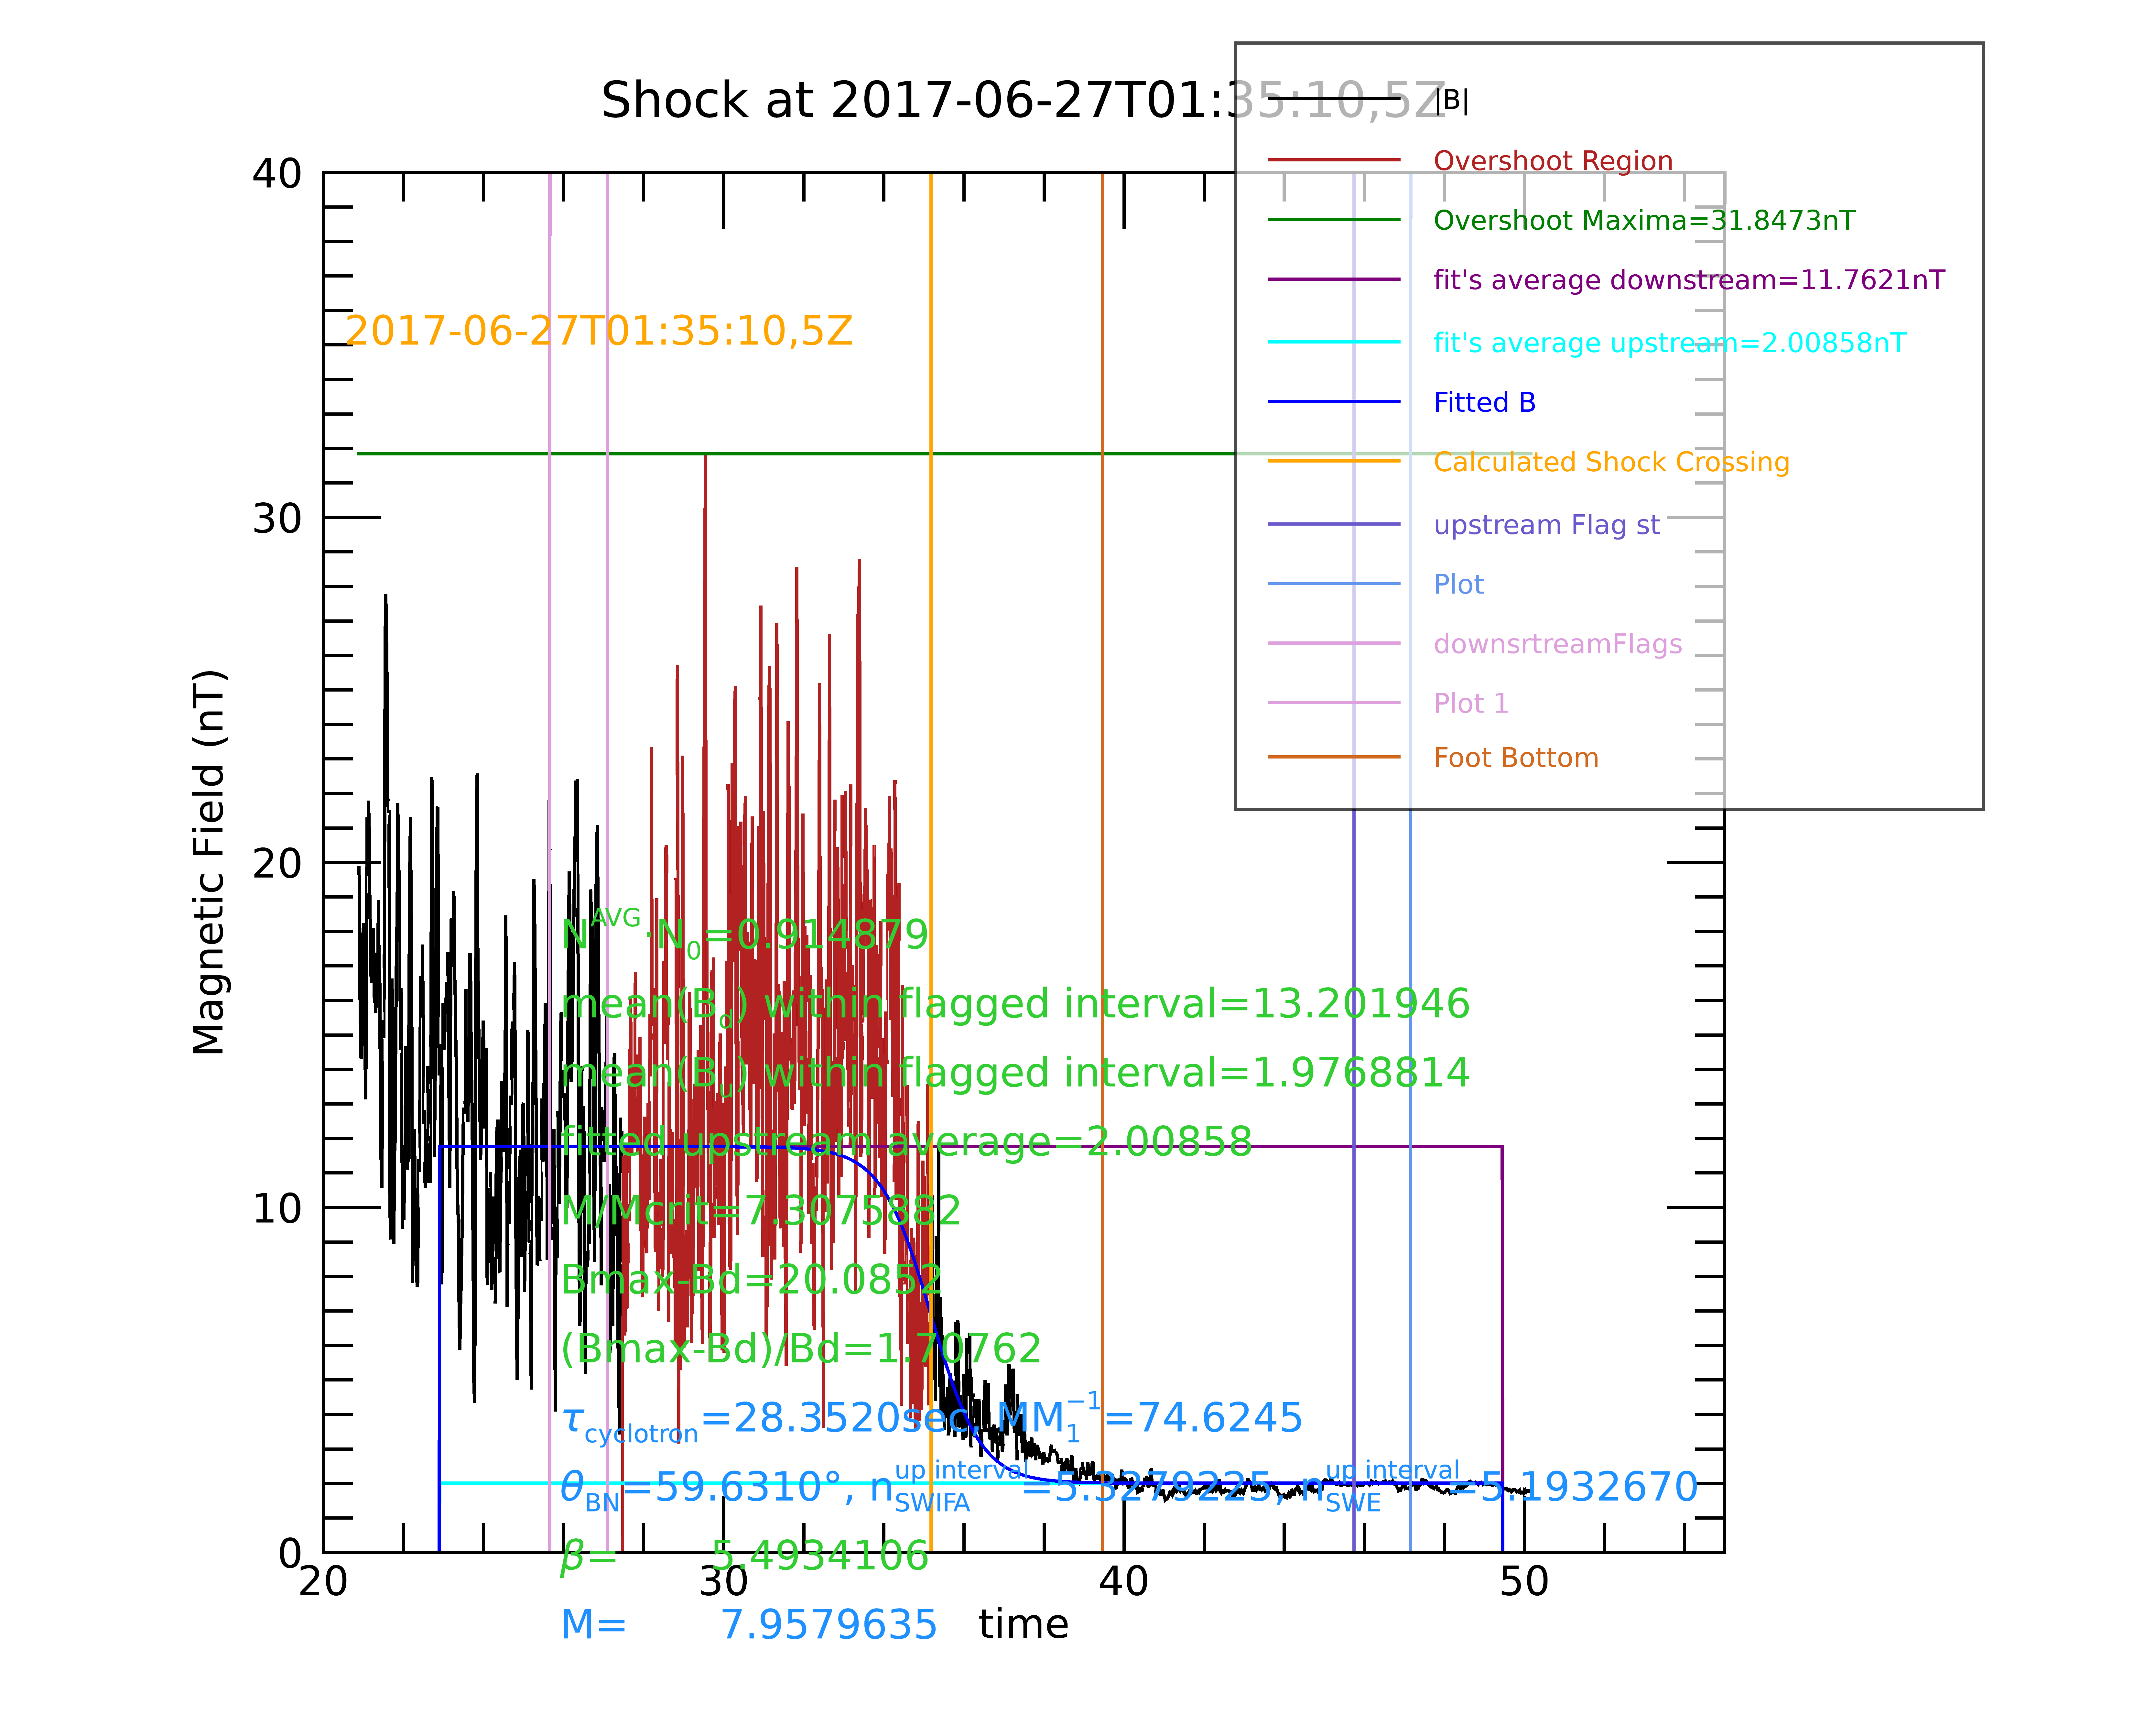 Shock at 2017-06-27T01:35:10,5Z
|B|
Overshoot Region
Overshoot Maxima=31.8473nT
fit's average downstream=11.7621nT
fit's average upstream=2.00858nT
Fitted B
Calculated Shock Crossing
upstream Flag st
Plot
downsrtreamFlags
Plot 1
Foot Bottom
40
30
20
10
0
Magnetic Field (nT)
2017-06-27T01:35:10,5Z
N^AVG·N_0=0.914879
mean(B_d) within flagged interval=13.201946
mean(B_u) within flagged interval=1.9768814
fitted upstream average=2.00858
M/Mcrit=7.3075882
Bmax-Bd=20.0852
(Bmax-Bd)/Bd=1.70762
τ_cyclotron=28.3520sec, MM_1^−1=74.6245
θ_BN=59.6310°, n_SWIFA^up interval=5.3279225, n_SWE^up interval=5.1932670
β= 5.4934106
20 30 40 50
M= 7.9579635
time